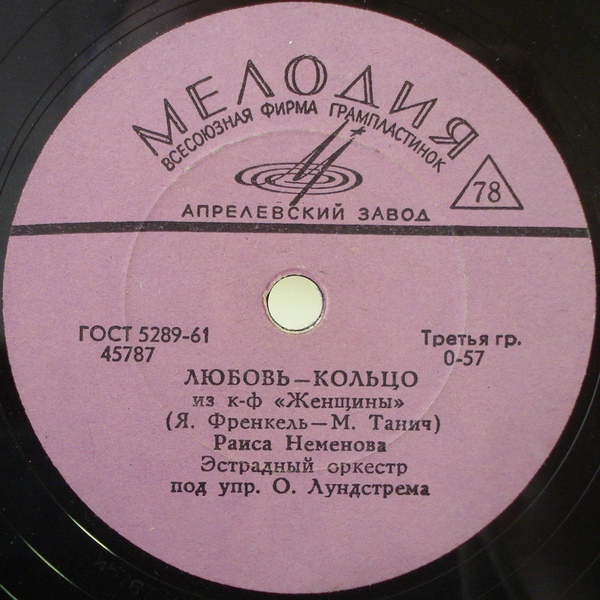 МЕЛОДИЯ
ВСЕСОЮЗНАЯ ФИРМА ГРАМПЛАСТИНОК
АПРЕЛЕВСКИЙ ЗАВОД
78
ГОСТ 5289-61
45787
Третья гр.
0-57
ЛЮБОВЬ—КОЛЬЦО
из к-ф «Женщины»
(Я. Френкель—М. Танич)
Раиса Неменова
Эстрадный оркестр
под упр. О. Лундстрема